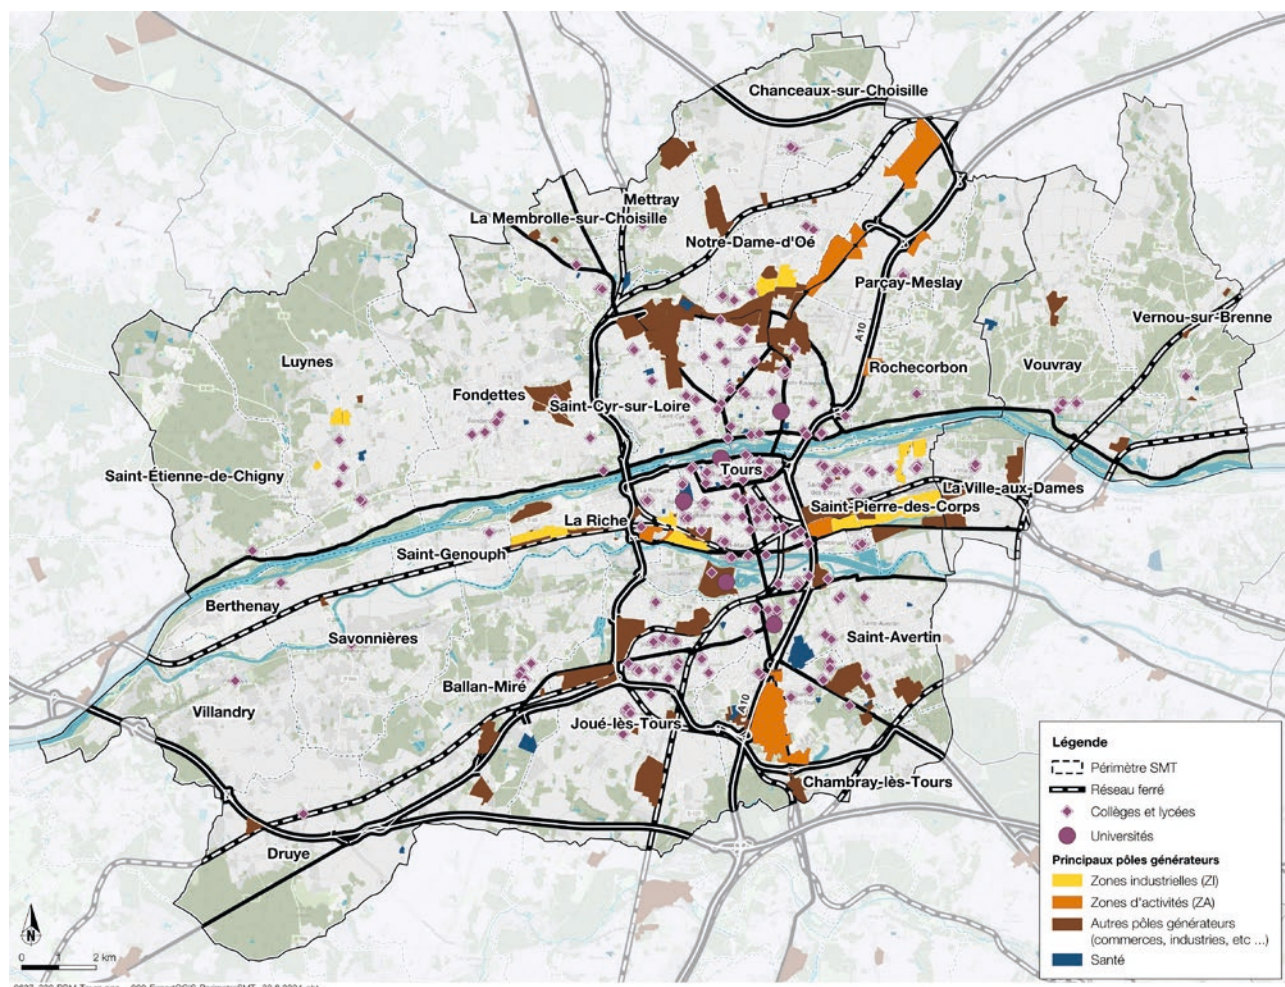 Chanceaux-sur-Choisille
Mettray
La Membrolle-sur-Choisille
Notre-Dame-d'Oé
Parçay-Meslay
Vernou-sur-Brenne
A10
Luynes
Rochecorbon
Vouvray
Fondettes
Saint-Cyr-sur-Loire
Saint-Étienne-de-Chigny
Tours
La Ville-aux-Dames
Saint-Pierre-des-Corps
La Riche
Saint-Genouph
Berthenay
Savonnières
Saint-Avertin
Ballan-Miré
Villandry
A10
Joué-lès-Tours
Chambray-lès-Tours
Druye
Légende
Périmètre SMT
Réseau ferré
Collèges et lycées
Universités
Principaux pôles générateurs
Zones industrielles (ZI)
Zones d'activités (ZA)
Autres pôles générateurs
(commerces, industries, etc ...)
Santé
N
0 1 2 km